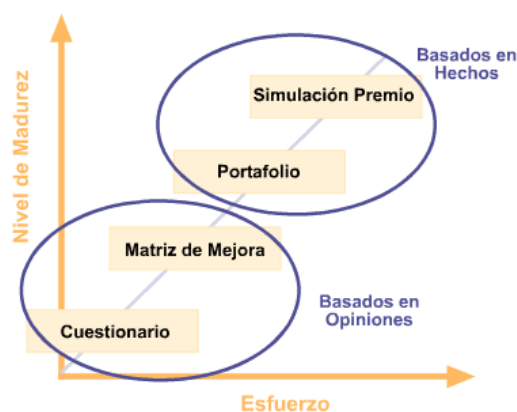 Basados en
Hechos
Simulación Premio
Portafolio
Nivel de Madurez
Matriz de Mejora
Basados en
Opiniones
Cuestionario
Esfuerzo